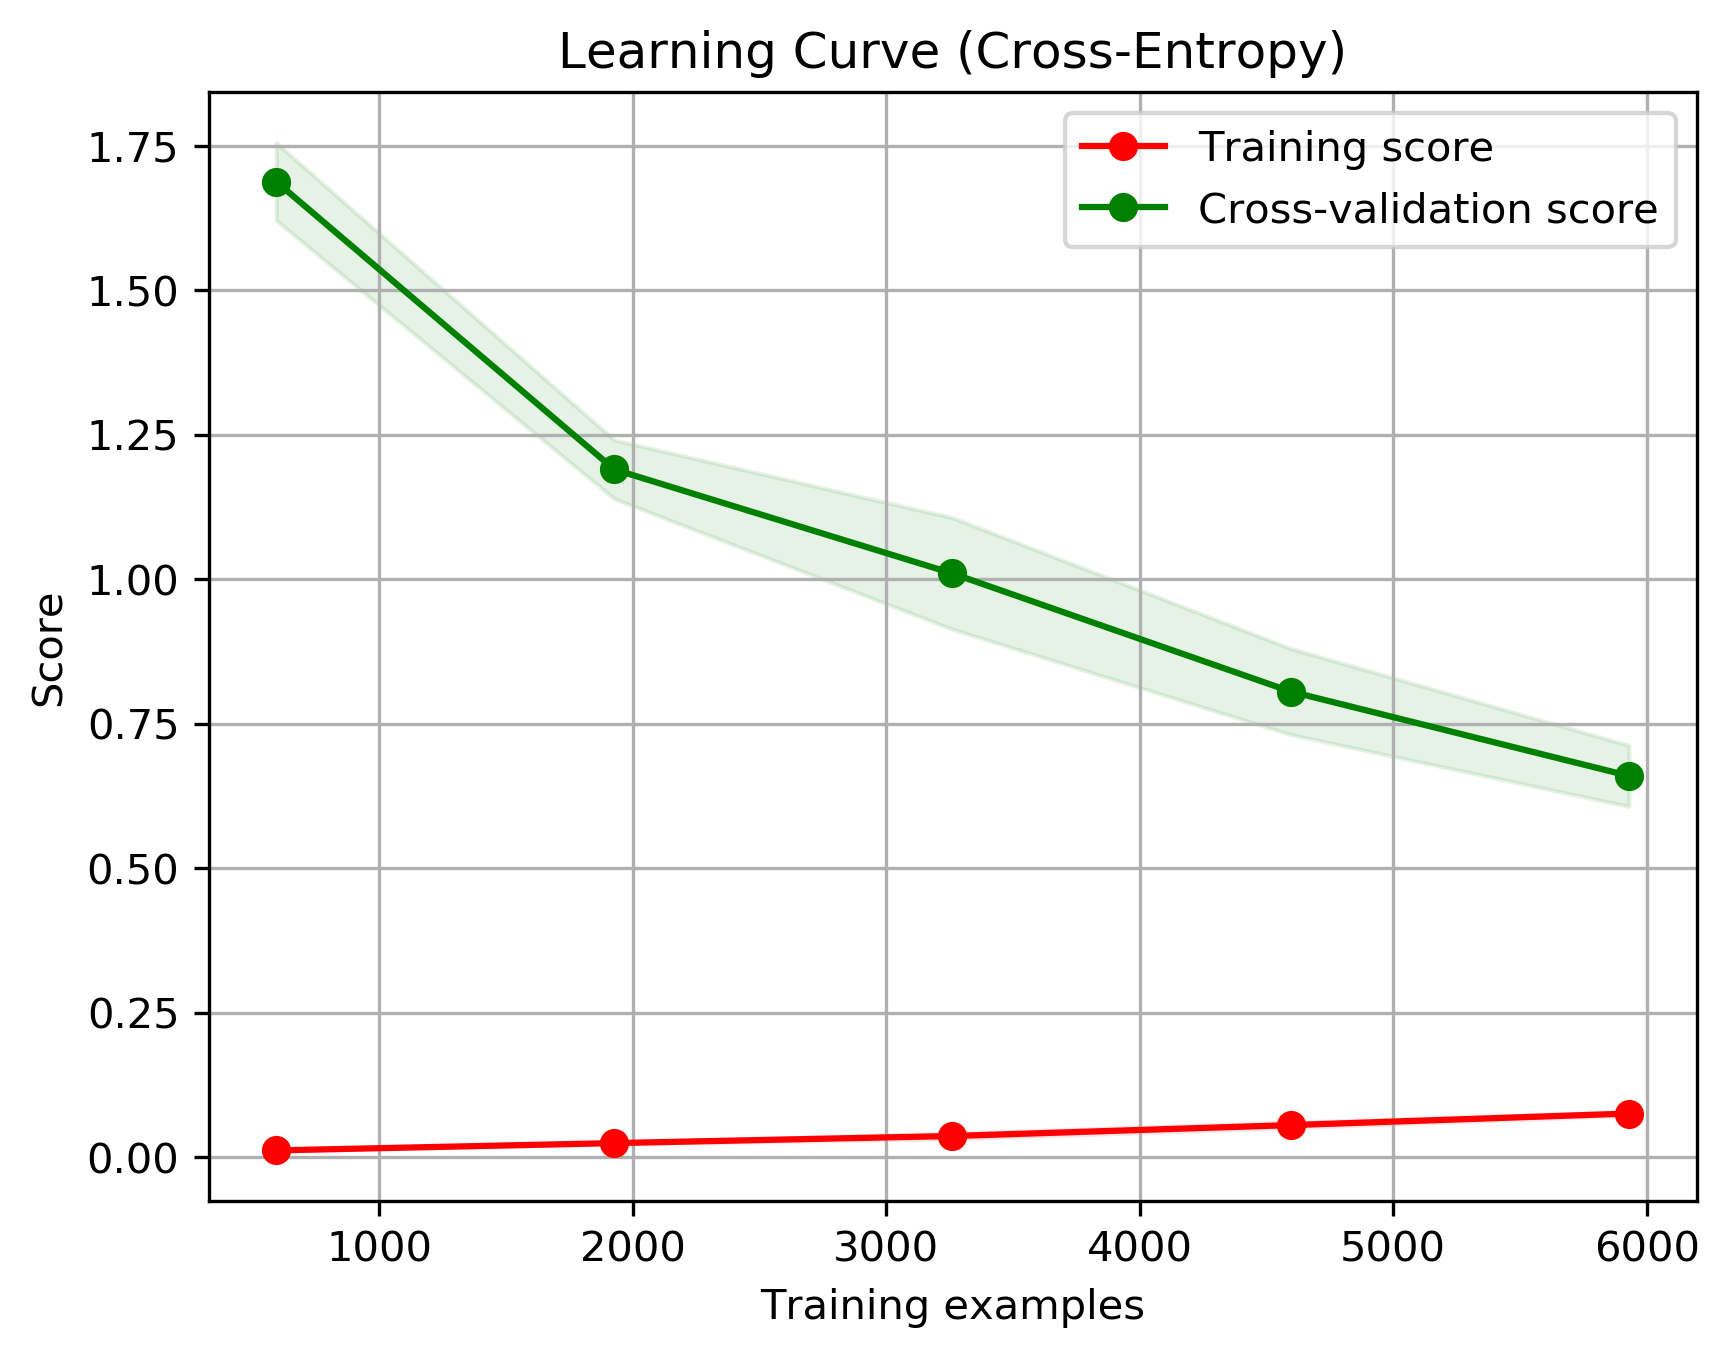 Learning Curve (Cross-Entropy)
Training score
Cross-validation score
1.75
1.50
1.25
1.00
0.75
0.50
0.25
0.00
Score
1000 2000 3000 4000 5000 6000
Training examples